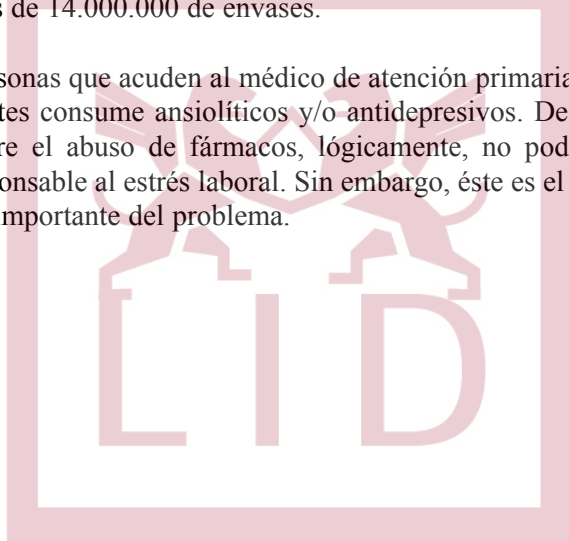 s de 14.000.000 de envases.
sonas que acuden al médico de atención primaria
tes consume ansiolíticos y/o antidepresivos. De
re el abuso de fármacos, lógicamente, no pod
onsable al estrés laboral. Sin embargo, éste es el
importante del problema.
LID